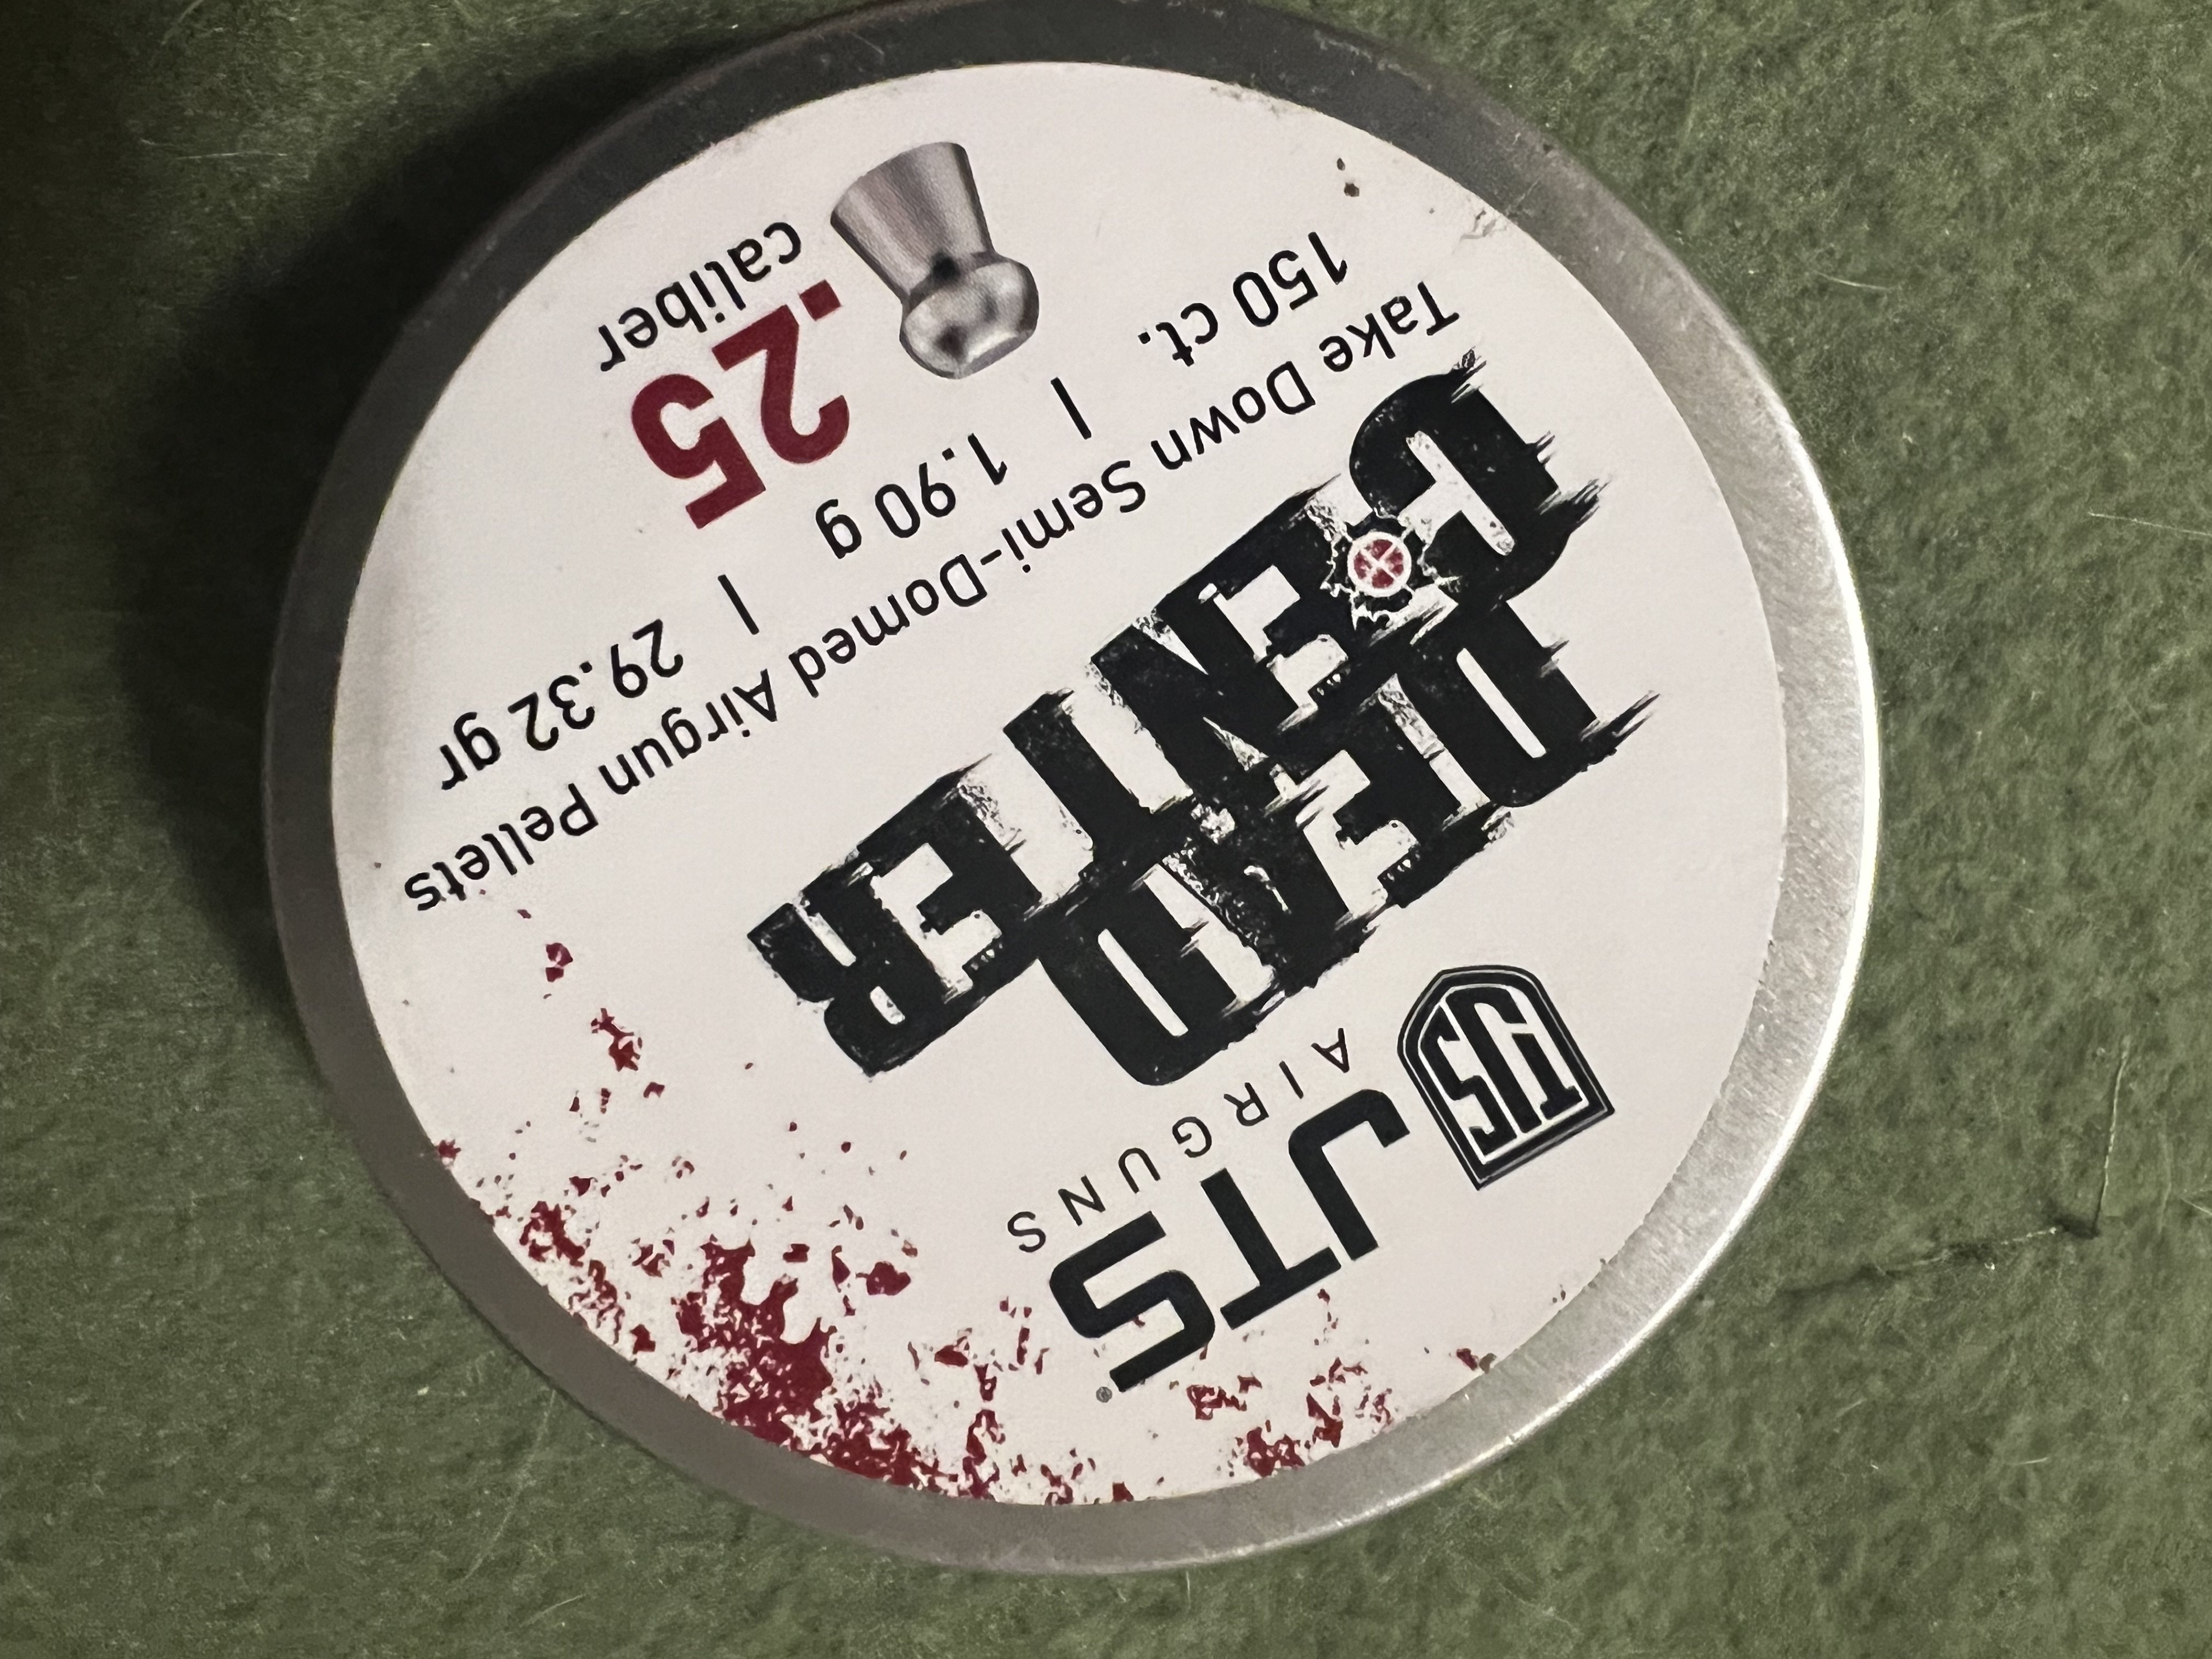 JTS
JTS
AIRGUNS
DEAD
CENTER
Take Down Semi-Domed Airgun Pellets
150 ct. | 1.90 g | 29.32 gr
.25
caliber